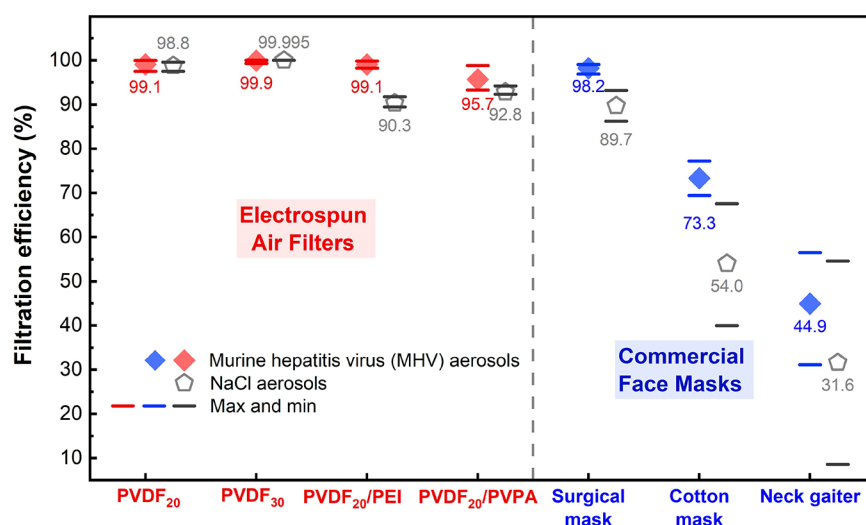 Filtration efficiency (%)
100
90
80
70
60
50
40
30
20
10
98.8
99.1
99.995
99.9
99.1
90.3
95.7
92.8
98.2
89.7
73.3
54.0
44.9
31.6
Electrospun
Air Filters
Commercial
Face Masks
Murine hepatitis virus (MHV) aerosols
NaCl aerosols
Max and min
PVDF₂₀
PVDF₃₀
PVDF₂₀/PEI
PVDF₂₀/PVPA
Surgical
mask
Cotton
mask
Neck gaiter